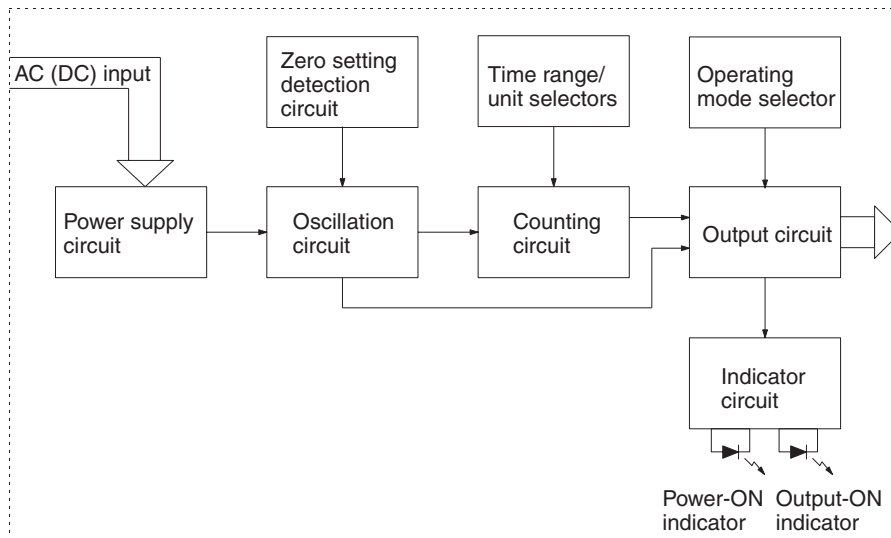 AC (DC) input
Zero setting
detection
circuit
Time range/
unit selectors
Operating
mode selector
Power supply
circuit
Oscillation
circuit
Counting
circuit
Output circuit
Indicator
circuit
Power-ON
indicator
Output-ON
indicator